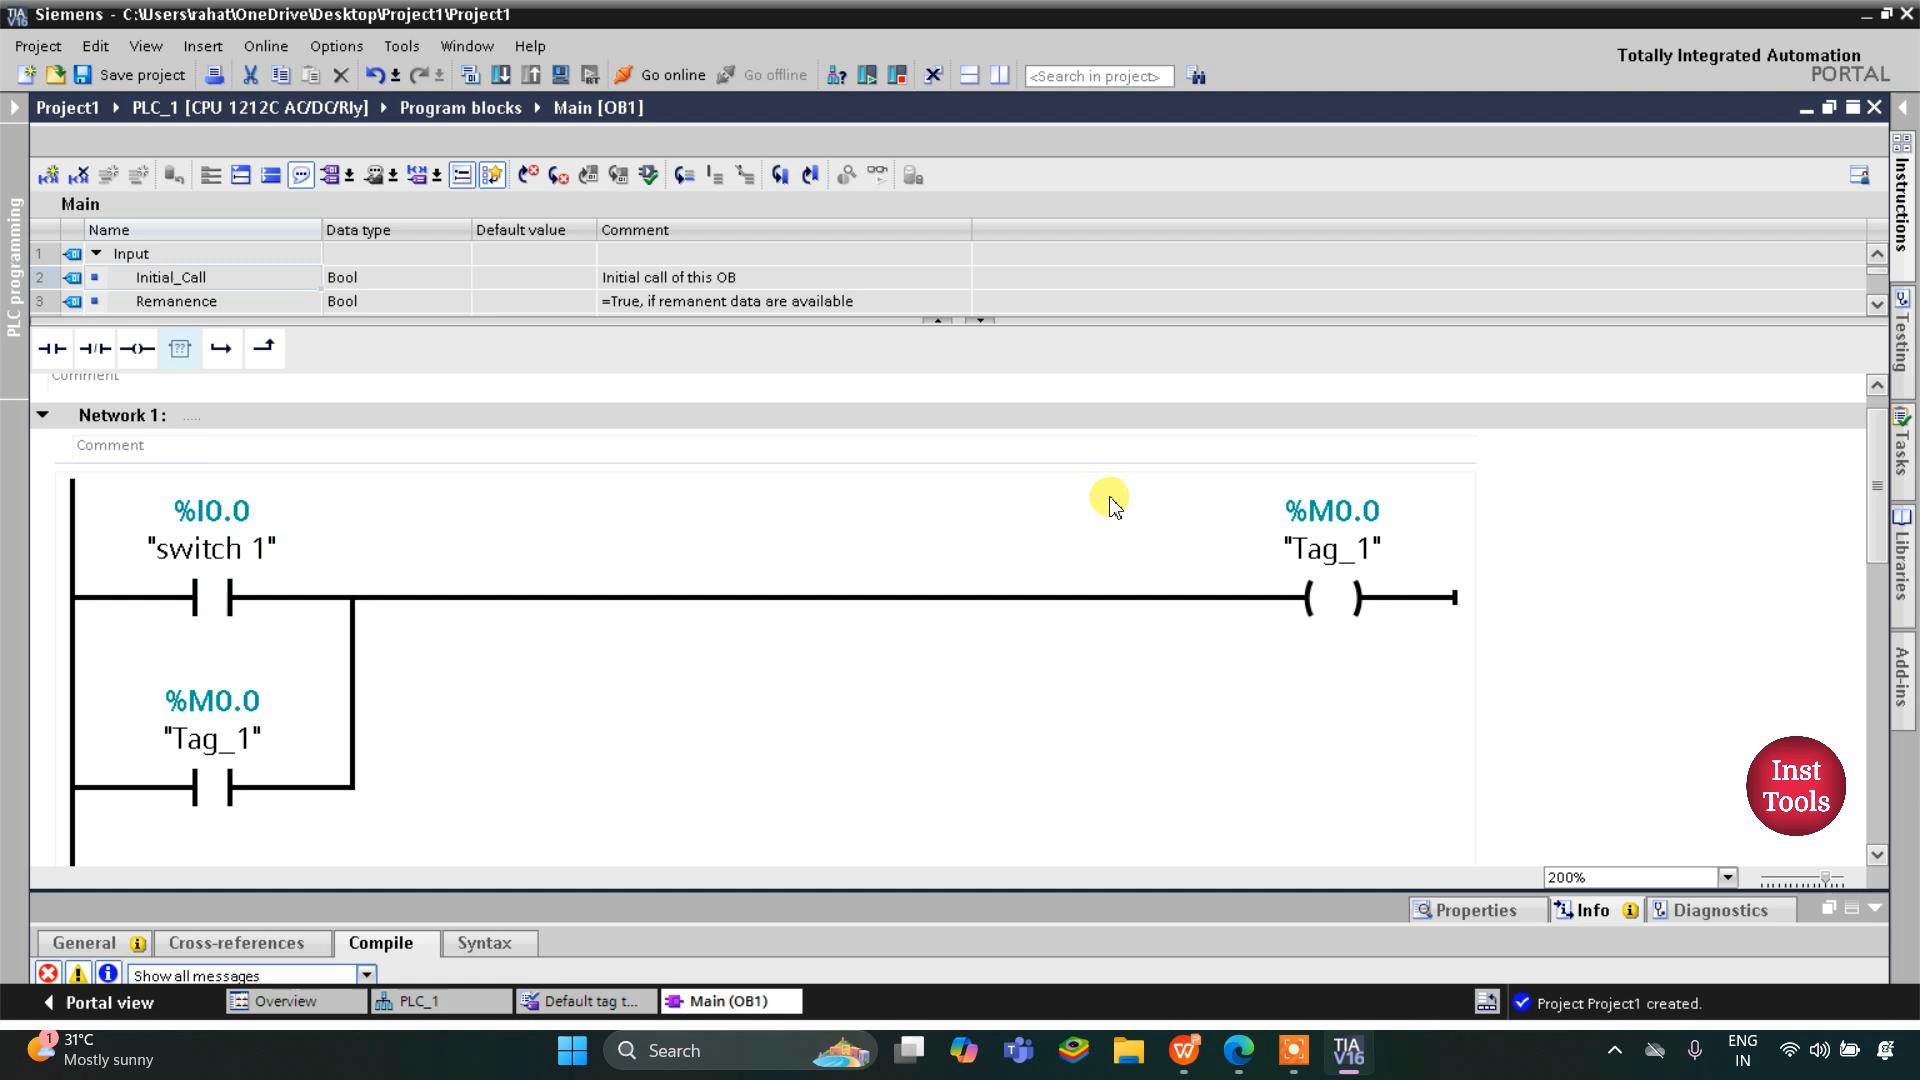 Siemens - C:\Users\rahat\OneDrive\Desktop\Project1\Project1
Project Edit View Insert Online Options Tools Window Help
Totally Integrated Automation
PORTAL
Save project Go online Go offline <Search in project>
Project1 PLC_1 [CPU 1212C AC/DC/Rly] Program blocks Main [OB1]
Main
Name Data type Default value Comment
1 Input
2 Initial_Call Bool Initial call of this OB
3 Remanence Bool =True, if remanent data are available
PLC programming
Instructions
Testing
Tasks
Libraries
Add-ins
??
Comment
Network 1: .....
Comment
%I0.0
"switch 1"
%M0.0
"Tag_1"
%M0.0
"Tag_1"
Inst
Tools
200%
Properties Info Diagnostics
General Cross-references Compile Syntax
Show all messages
Portal view Overview PLC_1 Default tag t... Main (OB1) Project Project1 created.
1
31°C
Mostly sunny
Search
TIA
V16
ENG
IN